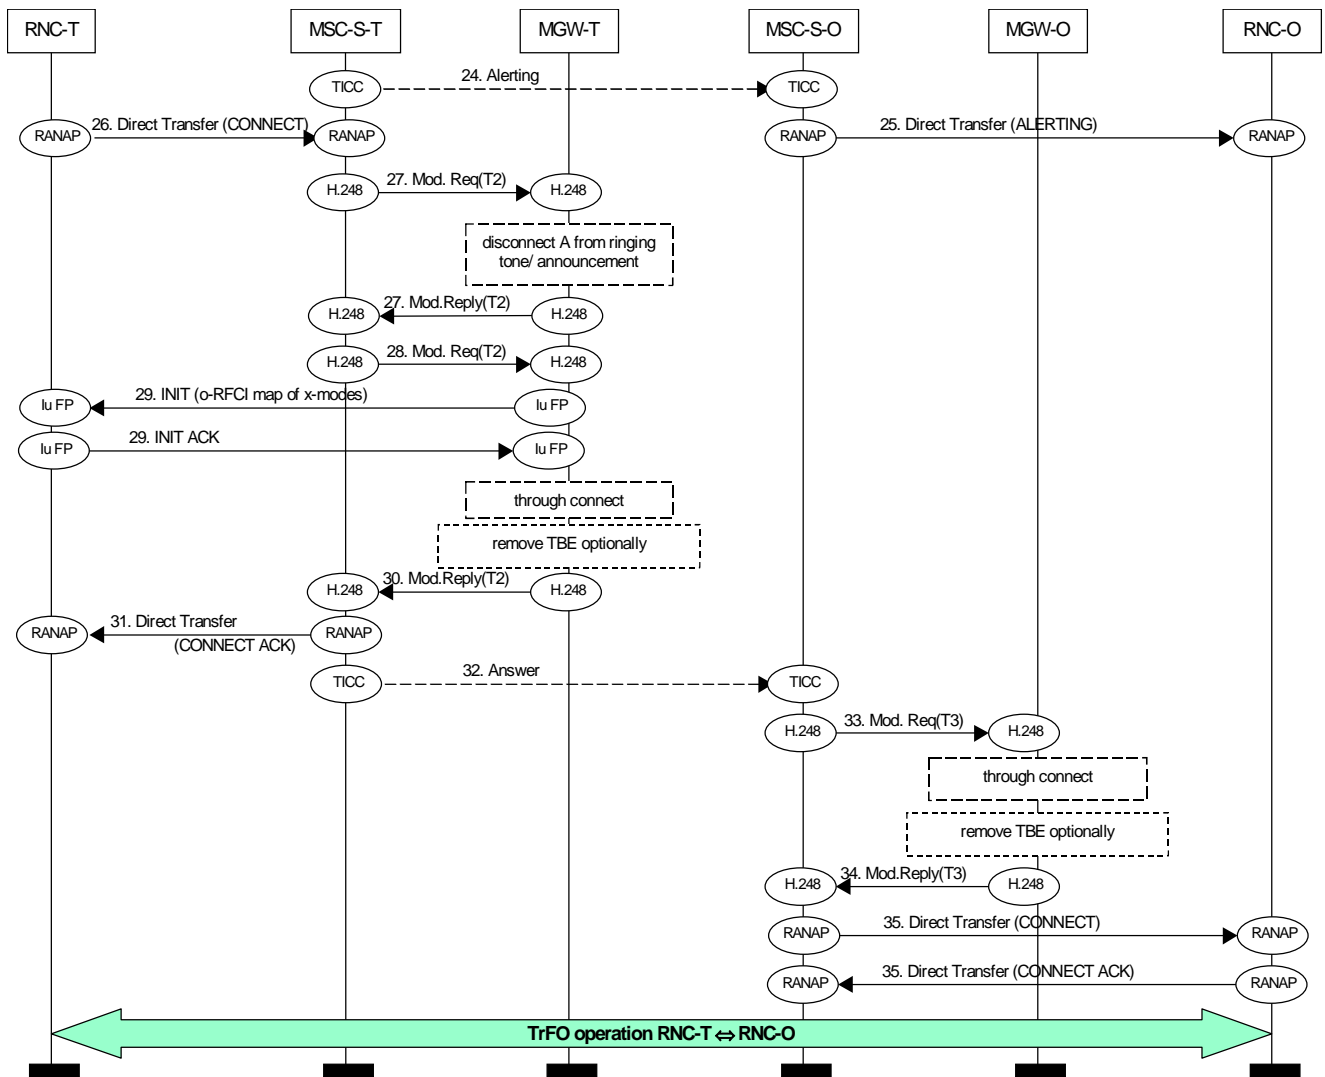 RNC-T MSC-S-T MGW-T MSC-S-O MGW-O RNC-O
TICC 24. Alerting TICC
RANAP 26. Direct Transfer (CONNECT) RANAP RANAP 25. Direct Transfer (ALERTING) RANAP
H.248 27. Mod. Req(T2) H.248
disconnect A from ringing
tone/ announcement
H.248 27. Mod.Reply(T2) H.248
H.248 28. Mod. Req(T2) H.248
Iu FP 29. INIT (o-RFCI map of x-modes) Iu FP
Iu FP 29. INIT ACK Iu FP
through connect
remove TBE optionally
H.248 30. Mod.Reply(T2) H.248
RANAP 31. Direct Transfer RANAP
(CONNECT ACK)
TICC 32. Answer TICC
H.248 33. Mod. Req(T3) H.248
through connect
remove TBE optionally
H.248 34. Mod.Reply(T3) H.248
RANAP 35. Direct Transfer (CONNECT) RANAP
RANAP 35. Direct Transfer (CONNECT ACK) RANAP
TrFO operation RNC-T ⇔ RNC-O